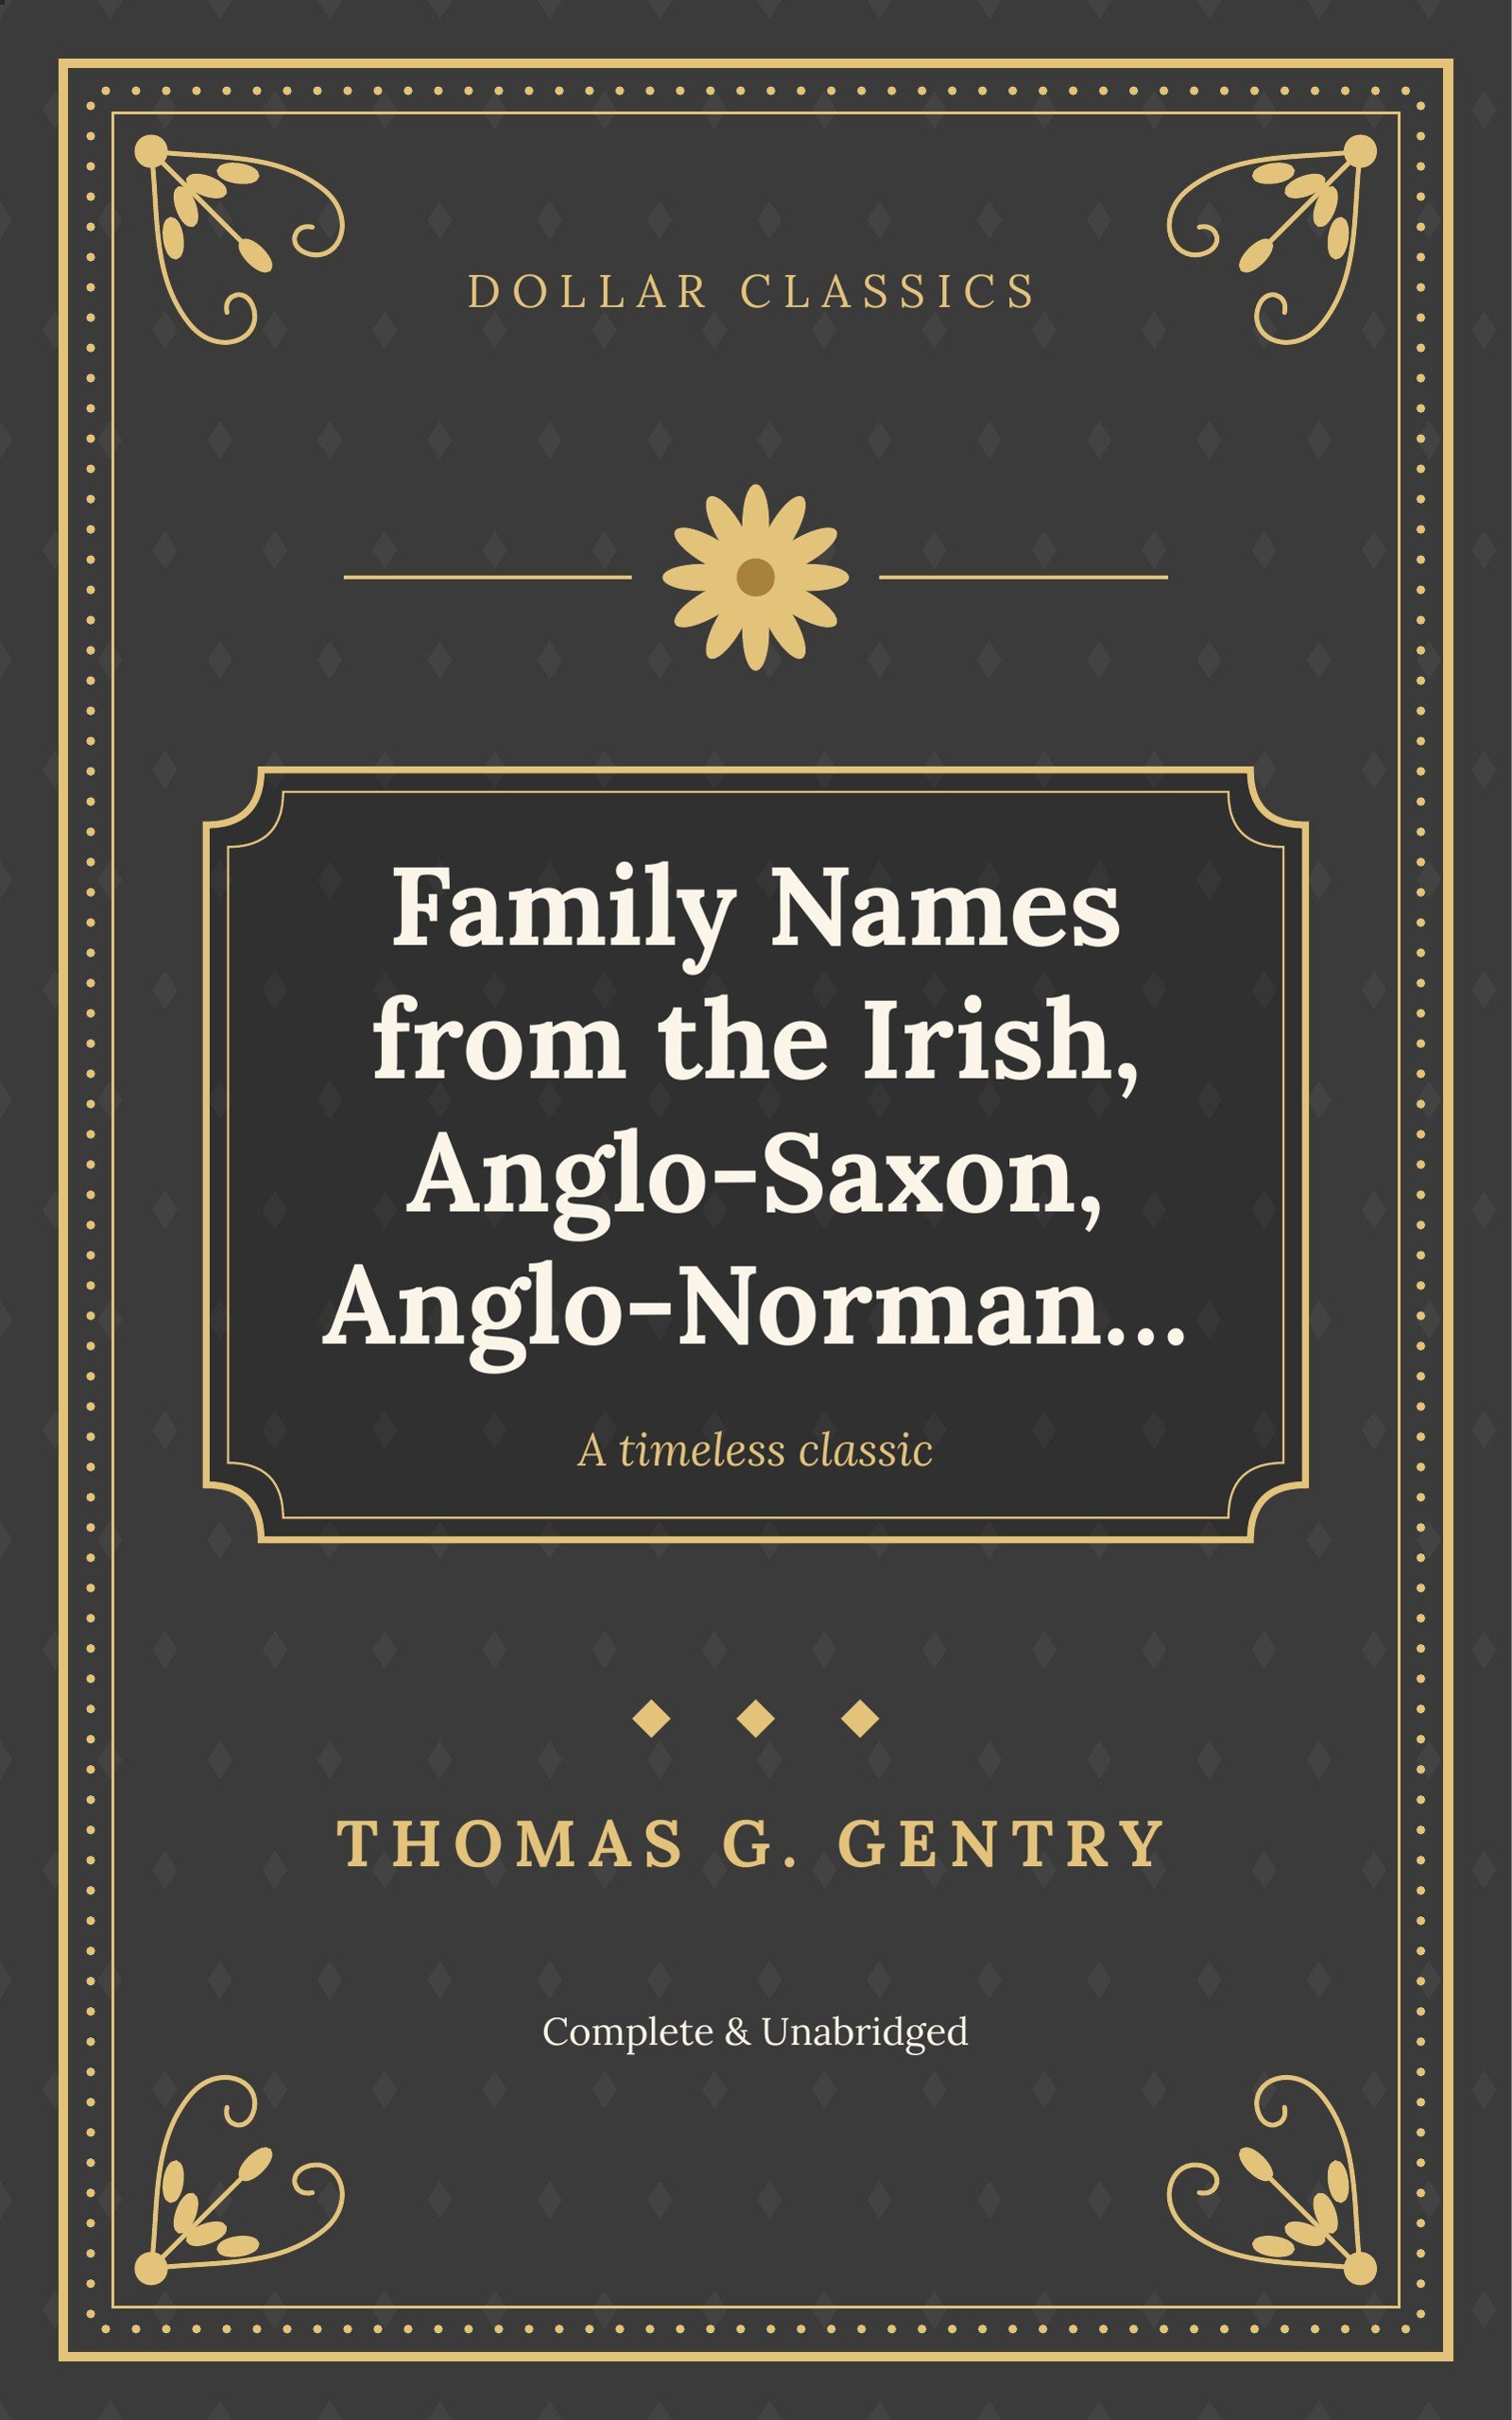 DOLLAR CLASSICS
Family Names
from the Irish,
Anglo-Saxon,
Anglo-Norman...
A timeless classic
THOMAS G. GENTRY
Complete & Unabridged